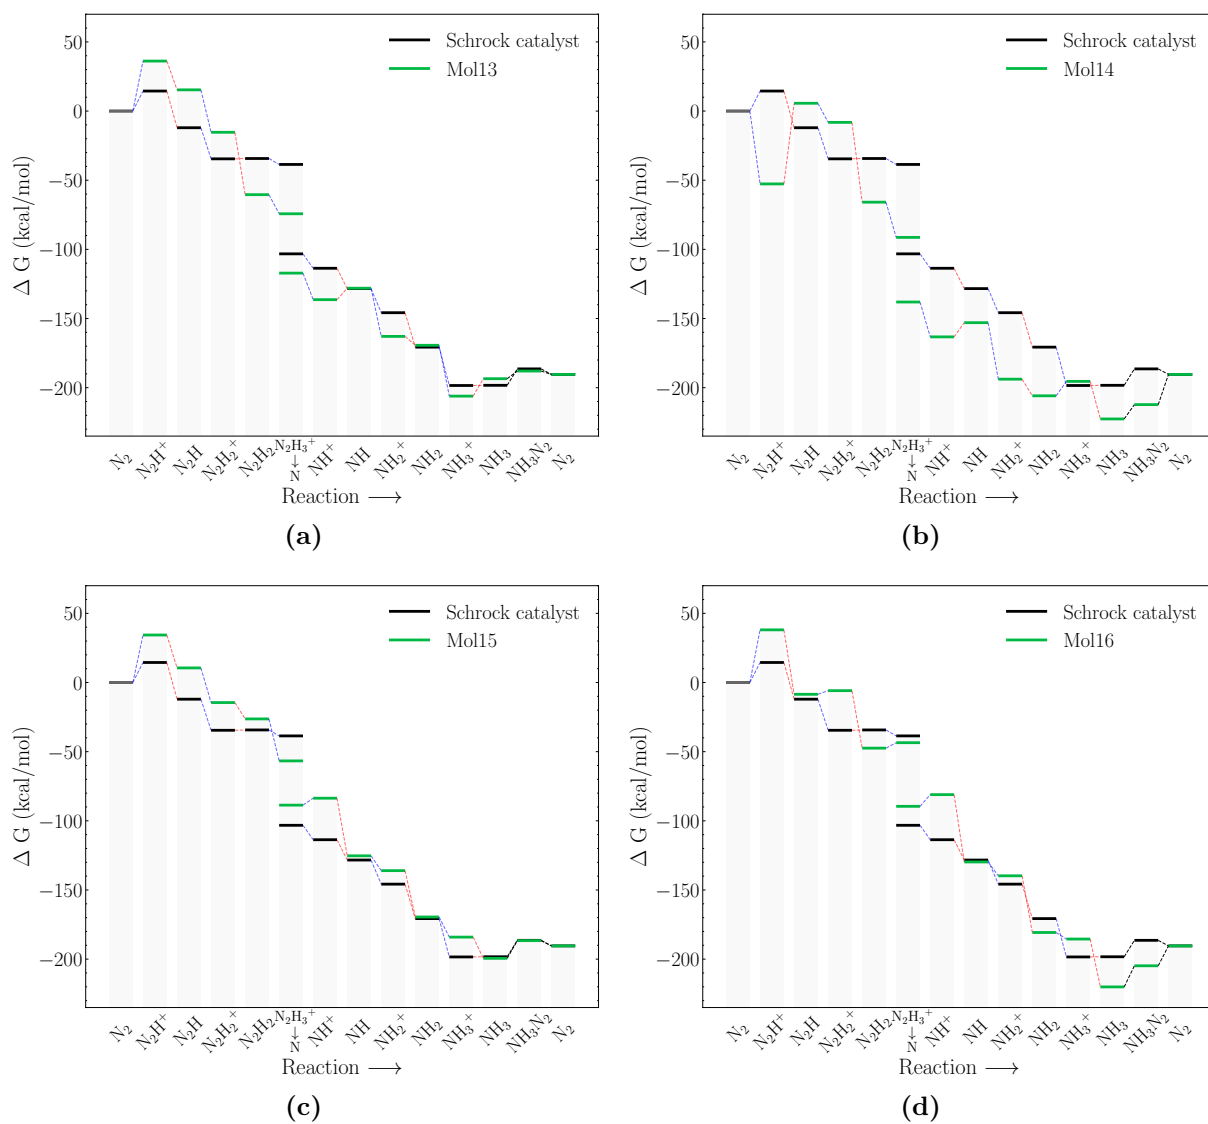 Schrock catalyst
Mol13
50
0
−50
−100
−150
−200
Δ G (kcal/mol)
N₂ N₂H⁺ N₂H N₂H₂⁺ N₂H₂ N₂H₃⁺ ↓ N NH⁺ NH NH₂⁺ NH₂ NH₃⁺ NH₃ NH₃N₂ N₂
Reaction ⟶
(a)
Schrock catalyst
Mol14
50
0
−50
−100
−150
−200
Δ G (kcal/mol)
N₂ N₂H⁺ N₂H N₂H₂⁺ N₂H₂ N₂H₃⁺ ↓ N NH⁺ NH NH₂⁺ NH₂ NH₃⁺ NH₃ NH₃N₂ N₂
Reaction ⟶
(b)
Schrock catalyst
Mol15
50
0
−50
−100
−150
−200
Δ G (kcal/mol)
N₂ N₂H⁺ N₂H N₂H₂⁺ N₂H₂ N₂H₃⁺ ↓ N NH⁺ NH NH₂⁺ NH₂ NH₃⁺ NH₃ NH₃N₂ N₂
Reaction ⟶
(c)
Schrock catalyst
Mol16
50
0
−50
−100
−150
−200
Δ G (kcal/mol)
N₂ N₂H⁺ N₂H N₂H₂⁺ N₂H₂ N₂H₃⁺ ↓ N NH⁺ NH NH₂⁺ NH₂ NH₃⁺ NH₃ NH₃N₂ N₂
Reaction ⟶
(d)